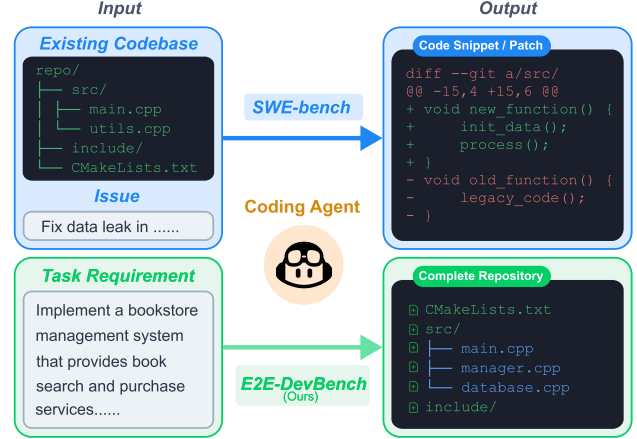 Input
Output
Existing Codebase
repo/
├── src/
│ ├── main.cpp
│ └── utils.cpp
├── include/
└── CMakeLists.txt
Issue
Fix data leak in ......
SWE-bench
Code Snippet / Patch
diff --git a/src/
@@ -15,4 +15,6 @@
+ void new_function() {
+     init_data();
+     process();
+ }
- void old_function() {
-     legacy_code();
- }
Coding Agent
Task Requirement
Implement a bookstore
management system
that provides book
search and purchase
services......
E2E-DevBench
(Ours)
Complete Repository
CMakeLists.txt
src/
├── main.cpp
├── manager.cpp
└── database.cpp
include/